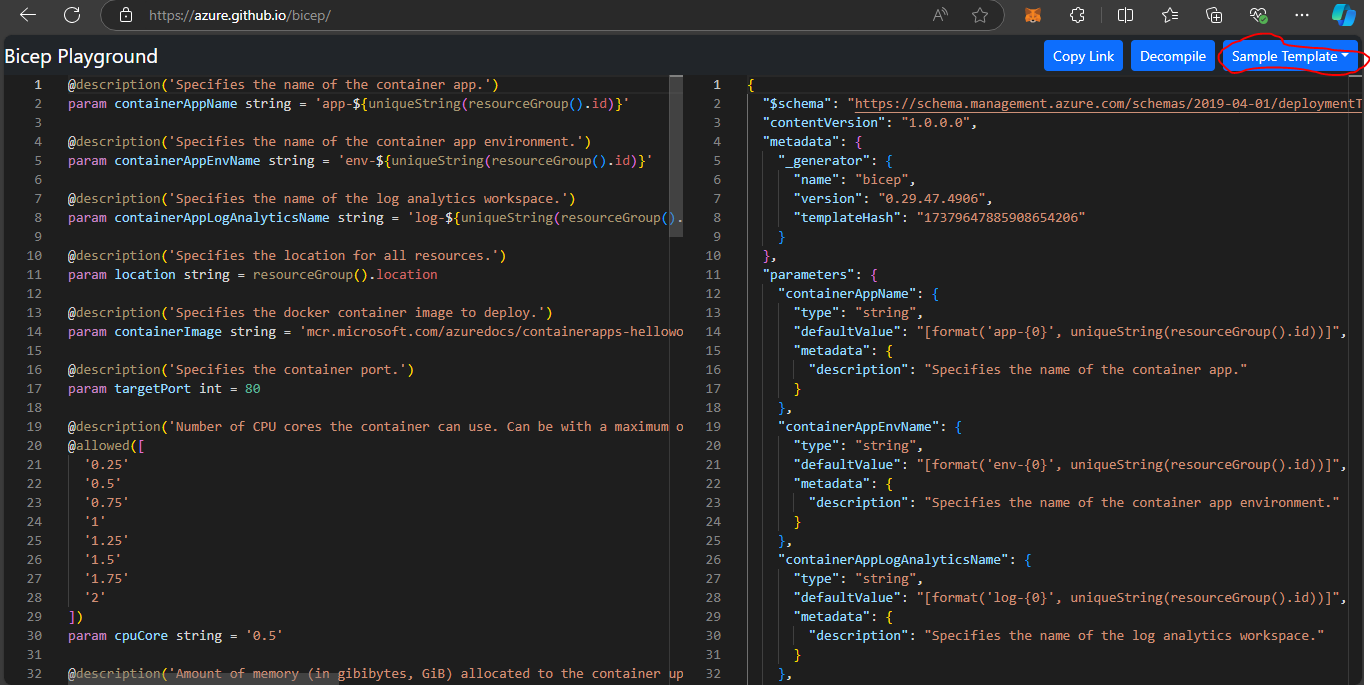 https://azure.github.io/bicep/
Bicep Playground
Copy Link
Decompile
Sample Template
1 @description('Specifies the name of the container app.')
2 param containerAppName string = 'app-${uniqueString(resourceGroup().id)}'
3
4 @description('Specifies the name of the container app environment.')
5 param containerAppEnvName string = 'env-${uniqueString(resourceGroup().id)}'
6
7 @description('Specifies the name of the log analytics workspace.')
8 param containerAppLogAnalyticsName string = 'log-${uniqueString(resourceGroup().
9
10 @description('Specifies the location for all resources.')
11 param location string = resourceGroup().location
12
13 @description('Specifies the docker container image to deploy.')
14 param containerImage string = 'mcr.microsoft.com/azuredocs/containerapps-hellowo
15
16 @description('Specifies the container port.')
17 param targetPort int = 80
18
19 @description('Number of CPU cores the container can use. Can be with a maximum o
20 @allowed([
21 '0.25'
22 '0.5'
23 '0.75'
24 '1'
25 '1.25'
26 '1.5'
27 '1.75'
28 '2'
29 ])
30 param cpuCore string = '0.5'
31
32 @description('Amount of memory (in gibibytes, GiB) allocated to the container up
1 {
2 "$schema": "https://schema.management.azure.com/schemas/2019-04-01/deploymentT
3 "contentVersion": "1.0.0.0",
4 "metadata": {
5 "_generator": {
6 "name": "bicep",
7 "version": "0.29.47.4906",
8 "templateHash": "17379647885908654206"
9 }
10 },
11 "parameters": {
12 "containerAppName": {
13 "type": "string",
14 "defaultValue": "[format('app-{0}', uniqueString(resourceGroup().id))]",
15 "metadata": {
16 "description": "Specifies the name of the container app."
17 }
18 },
19 "containerAppEnvName": {
20 "type": "string",
21 "defaultValue": "[format('env-{0}', uniqueString(resourceGroup().id))]",
22 "metadata": {
23 "description": "Specifies the name of the container app environment."
24 }
25 },
26 "containerAppLogAnalyticsName": {
27 "type": "string",
28 "defaultValue": "[format('log-{0}', uniqueString(resourceGroup().id))]",
29 "metadata": {
30 "description": "Specifies the name of the log analytics workspace."
31 }
32 },